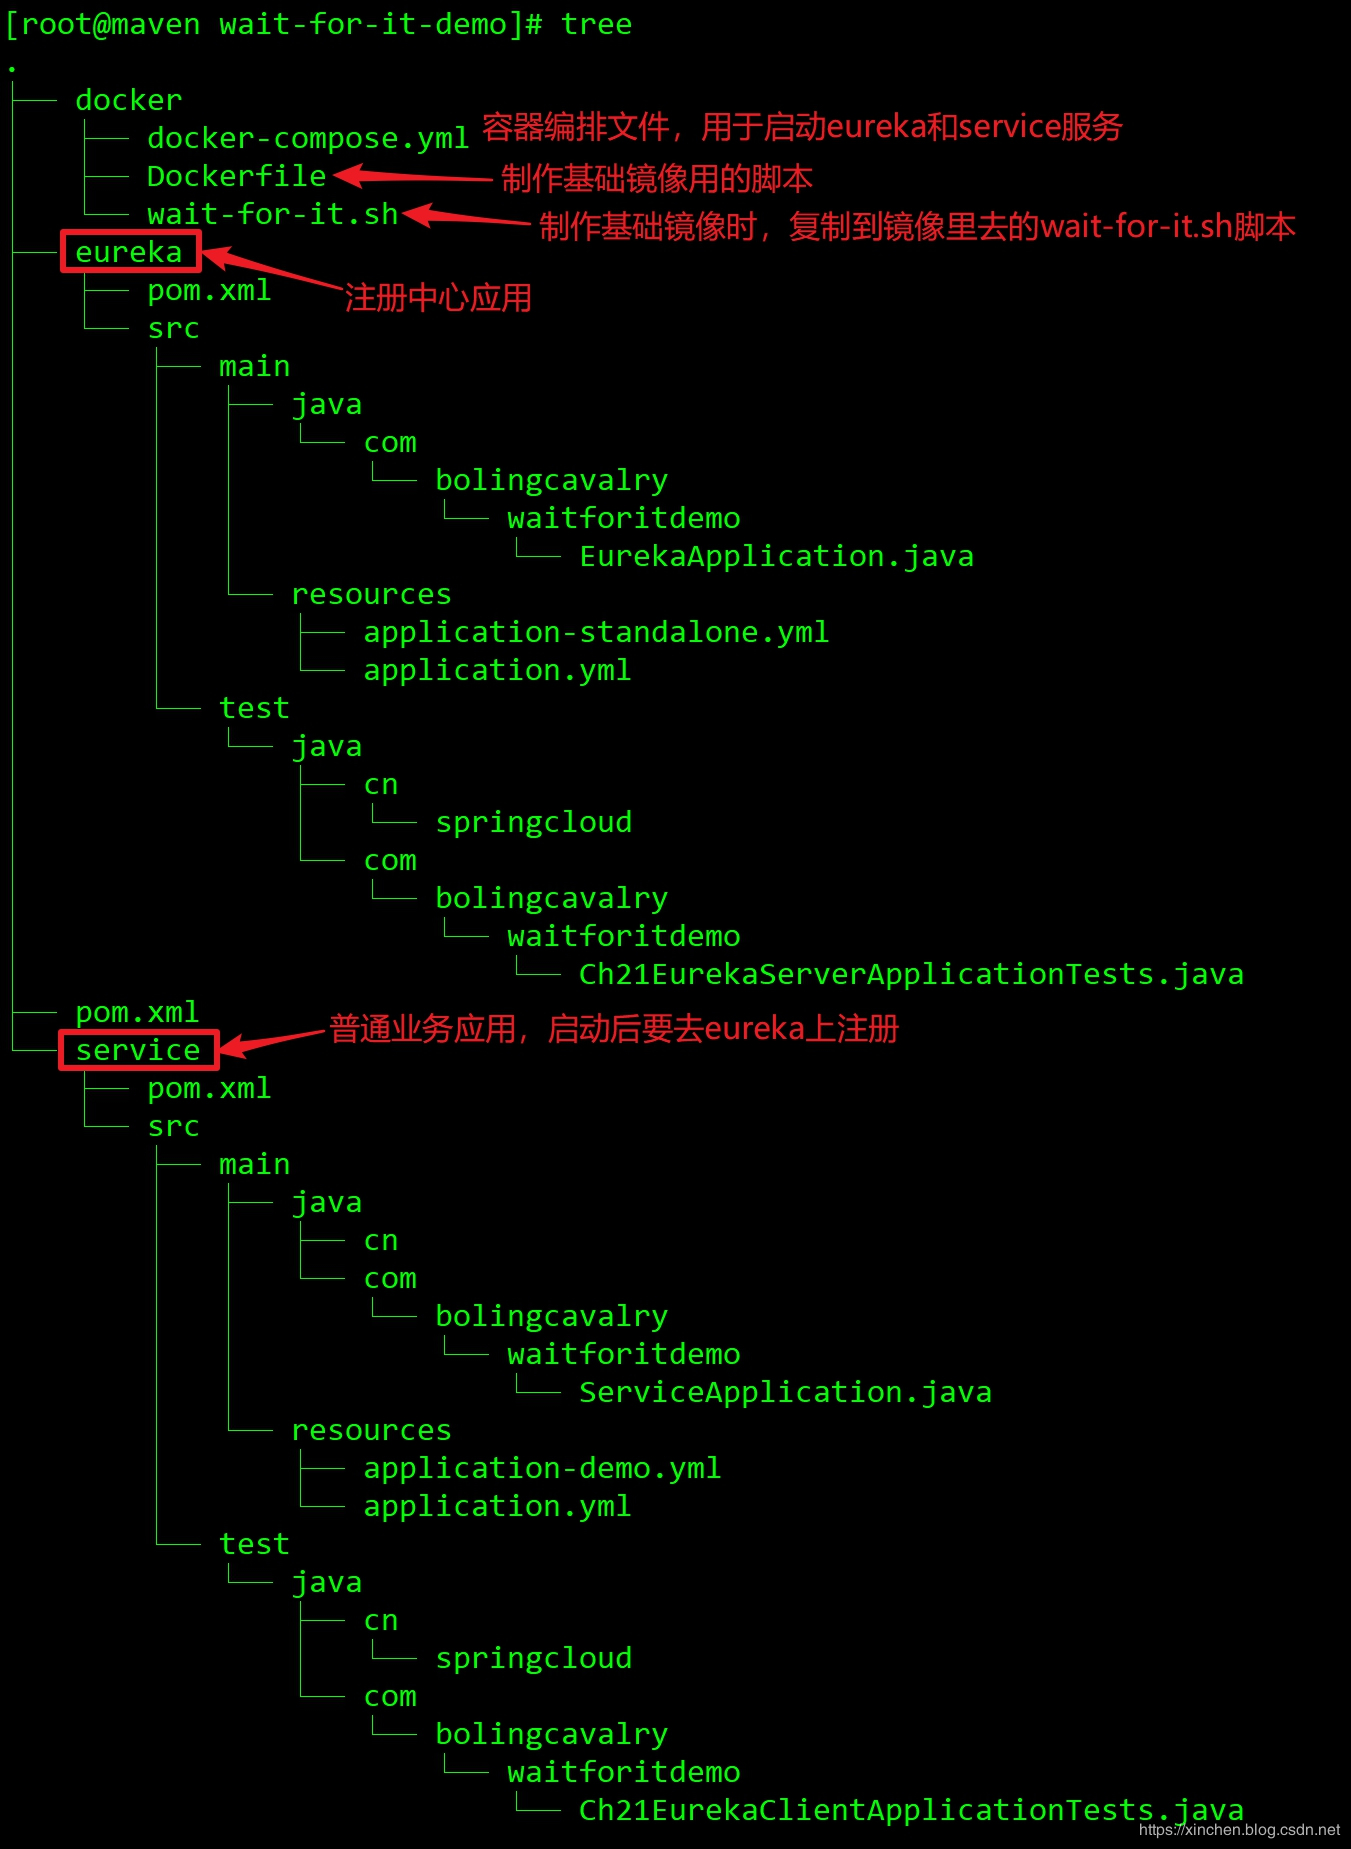 [root@maven wait-for-it-demo]# tree
.
├── docker
│   ├── docker-compose.yml 容器编排文件，用于启动eureka和service服务
│   ├── Dockerfile 制作基础镜像用的脚本
│   └── wait-for-it.sh 制作基础镜像时，复制到镜像里去的wait-for-it.sh脚本
├── eureka
│   ├── pom.xml 注册中心应用
│   └── src
│       ├── main
│       │   ├── java
│       │   │   └── com
│       │   │       └── bolingcavalry
│       │   │           └── waitforitdemo
│       │   │               └── EurekaApplication.java
│       │   └── resources
│       │       ├── application-standalone.yml
│       │       └── application.yml
│       └── test
│           └── java
│               ├── cn
│               │   └── springcloud
│               └── com
│                   └── bolingcavalry
│                       └── waitforitdemo
│                           └── Ch21EurekaServerApplicationTests.java
├── pom.xml
└── service 普通业务应用，启动后要去eureka上注册
    ├── pom.xml
    └── src
        ├── main
        │   ├── java
        │   │   ├── cn
        │   │   └── com
        │   │       └── bolingcavalry
        │   │           └── waitforitdemo
        │   │               └── ServiceApplication.java
        │   └── resources
        │       ├── application-demo.yml
        │       └── application.yml
        └── test
            └── java
                ├── cn
                │   └── springcloud
                └── com
                    └── bolingcavalry
                        └── waitforitdemo
                            └── Ch21EurekaClientApplicationTests.java
https://xinchen.blog.csdn.net